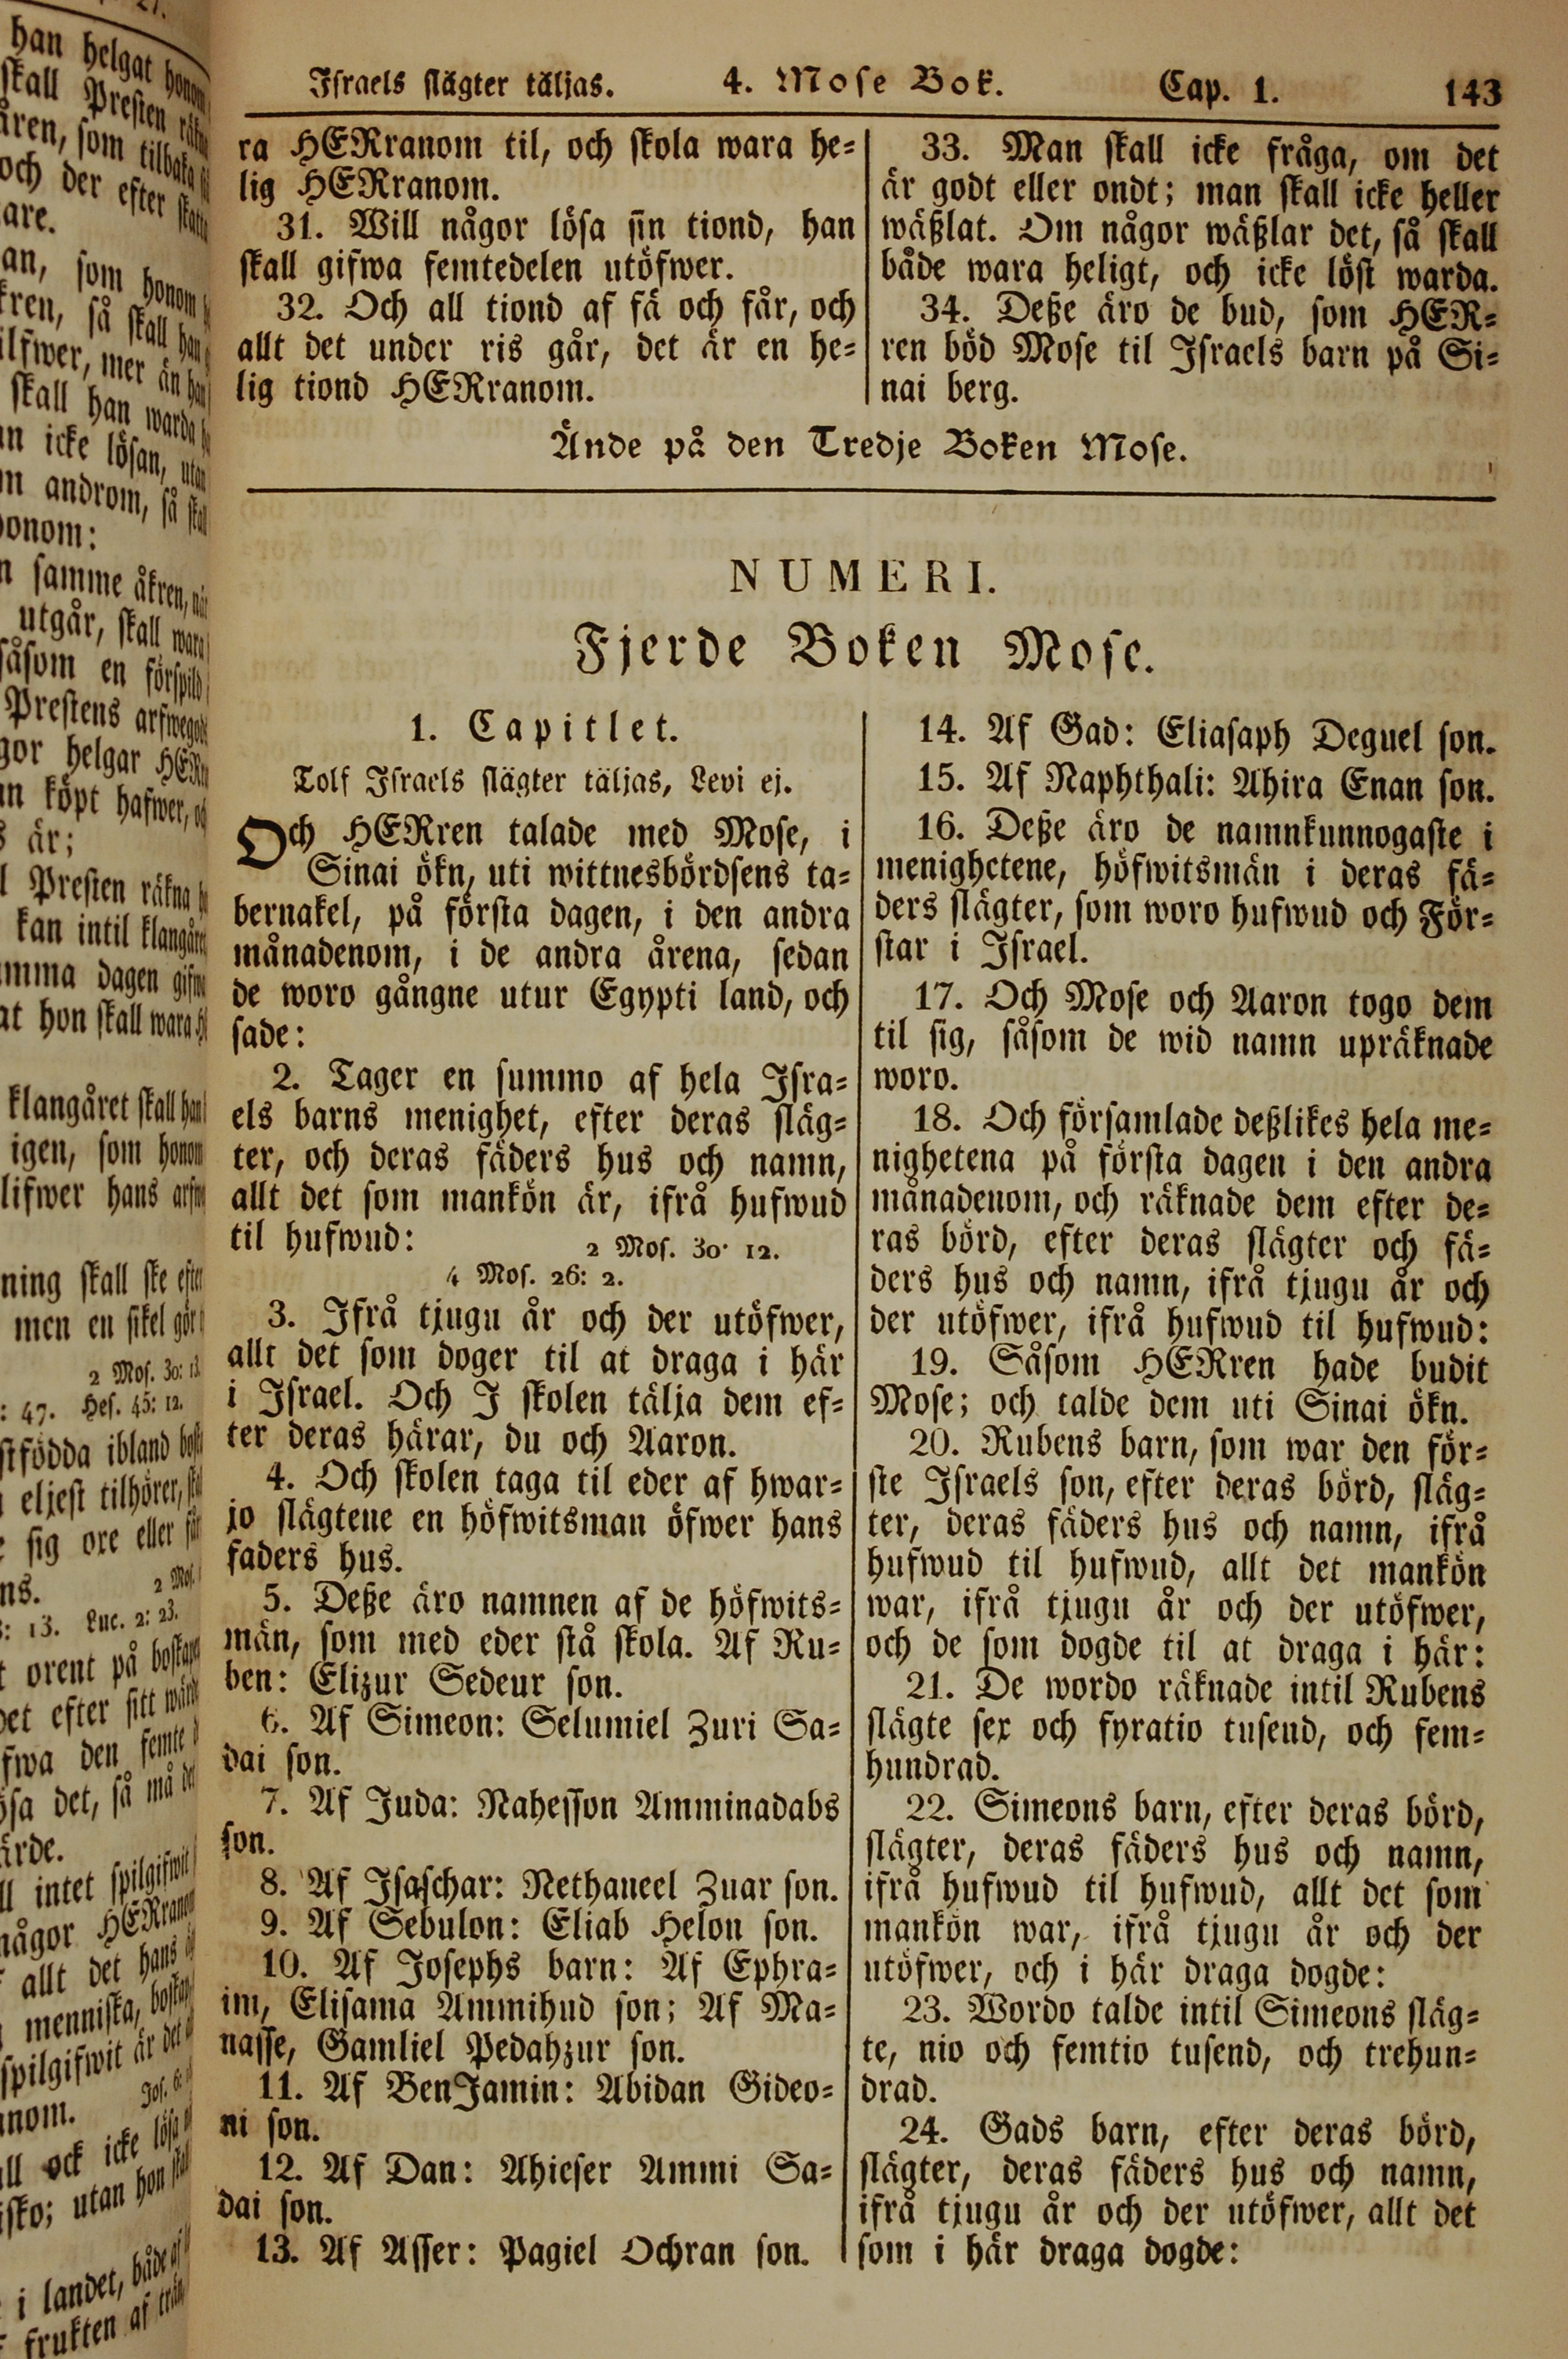 Israels slägter täljas. 4. Mose Bok. Cap. 1. 143
ra HERranom til, och skola wara he=
lig HERranom.
31. Will någor lösa sin tiond, han
skall gifwa femtedelen utöfwer.
32. Och all tiond af fä och får, och
allt det under ris går, det är en he=
lig tiond HERranom.
33. Man skall icke fråga, om det
är godt eller ondt; man skall icke heller
wäßlat. Om någor wäßlar det, så skall
både wara heligt, och icke löst warda.
34. Deße äro de bud, som HER=
ren böd Mose til Israels barn på Si=
nai berg.
Ände på den Tredje Boken Mose.
NUMERI.
Fjerde Boken Mose.
1. Capitlet.
Tolf Israels slägter täljas, Levi ej.
Och HERren talade med Mose, i
Sinai ökn, uti wittnesbördsens ta=
bernakel, på första dagen, i den andra
månadenom, i de andra årena, sedan
de woro gångne utur Egypti land, och
sade:
2. Tager en summo af hela Isra=
els barns menighet, efter deras släg=
ter, och deras fäders hus och namn,
allt det som mankön är, ifrå hufwud
til hufwud: 2 Mos. 30: 12.
4 Mos. 26: 2.
3. Ifrå tjugu år och der utöfwer,
allt det som doger til at draga i här
i Israel. Och I skolen tälja dem ef=
ter deras härar, du och Aaron.
4. Och skolen taga til eder af hwar=
jo slägtene en höfwitsman öfwer hans
faders hus.
5. Deße äro namnen af de höfwits=
män, som med eder stå skola. Af Ru=
ben: Elizur Sedeur son.
6. Af Simeon: Selumiel Zuri Sa=
dai son.
7. Af Juda: Nahesson Amminadabs
son.
8. Af Isaschar: Nethaneel Zuar son.
9. Af Sebulon: Eliab Helon son.
10. Af Josephs barn: Af Ephra=
im, Elisama Ammihud son; Af Ma=
nasse, Gamliel Pedahzur son.
11. Af BenJamin: Abidan Gideo=
ni son.
12. Af Dan: Ahieser Ammi Sa=
dai son.
13. Af Asser: Pagiel Ochran son.
14. Af Gad: Eliasaph Deguel son.
15. Af Naphthali: Ahira Enan son.
16. Deße äro de namnkunnogaste i
menighetene, höfwitsmän i deras fä=
ders slägter, som woro hufwud och För=
star i Israel.
17. Och Mose och Aaron togo dem
til sig, såsom de wid namn upräknade
woro.
18. Och församlade deßlikes hela me=
nighetena på första dagen i den andra
månadenom, och räknade dem efter de=
ras börd, efter deras slägter och fä=
ders hus och namn, ifrå tjugu år och
der utöfwer, ifrå hufwud til hufwud:
19. Såsom HERren hade budit
Mose; och talde dem uti Sinai ökn.
20. Rubens barn, som war den för=
ste Israels son, efter deras börd, släg=
ter, deras fäders hus och namn, ifrå
hufwud til hufwud, allt det mankön
war, ifrå tjugu år och der utöfwer,
och de som dogde til at draga i här:
21. De wordo räknade intil Rubens
slägte sex och fyratio tusend, och fem=
hundrad.
22. Simeons barn, efter deras börd,
slägter, deras fäders hus och namn,
ifrå hufwud til hufwud, allt det som
mankön war, ifrå tjugu år och der
utöfwer, och i här draga dogde:
23. Wordo talde intil Simeons släg=
te, nio och femtio tusend, och trehun=
drad.
24. Gads barn, efter deras börd,
slägter, deras fäders hus och namn,
ifrå tjugu år och der utöfwer, allt det
som i här draga dogde: